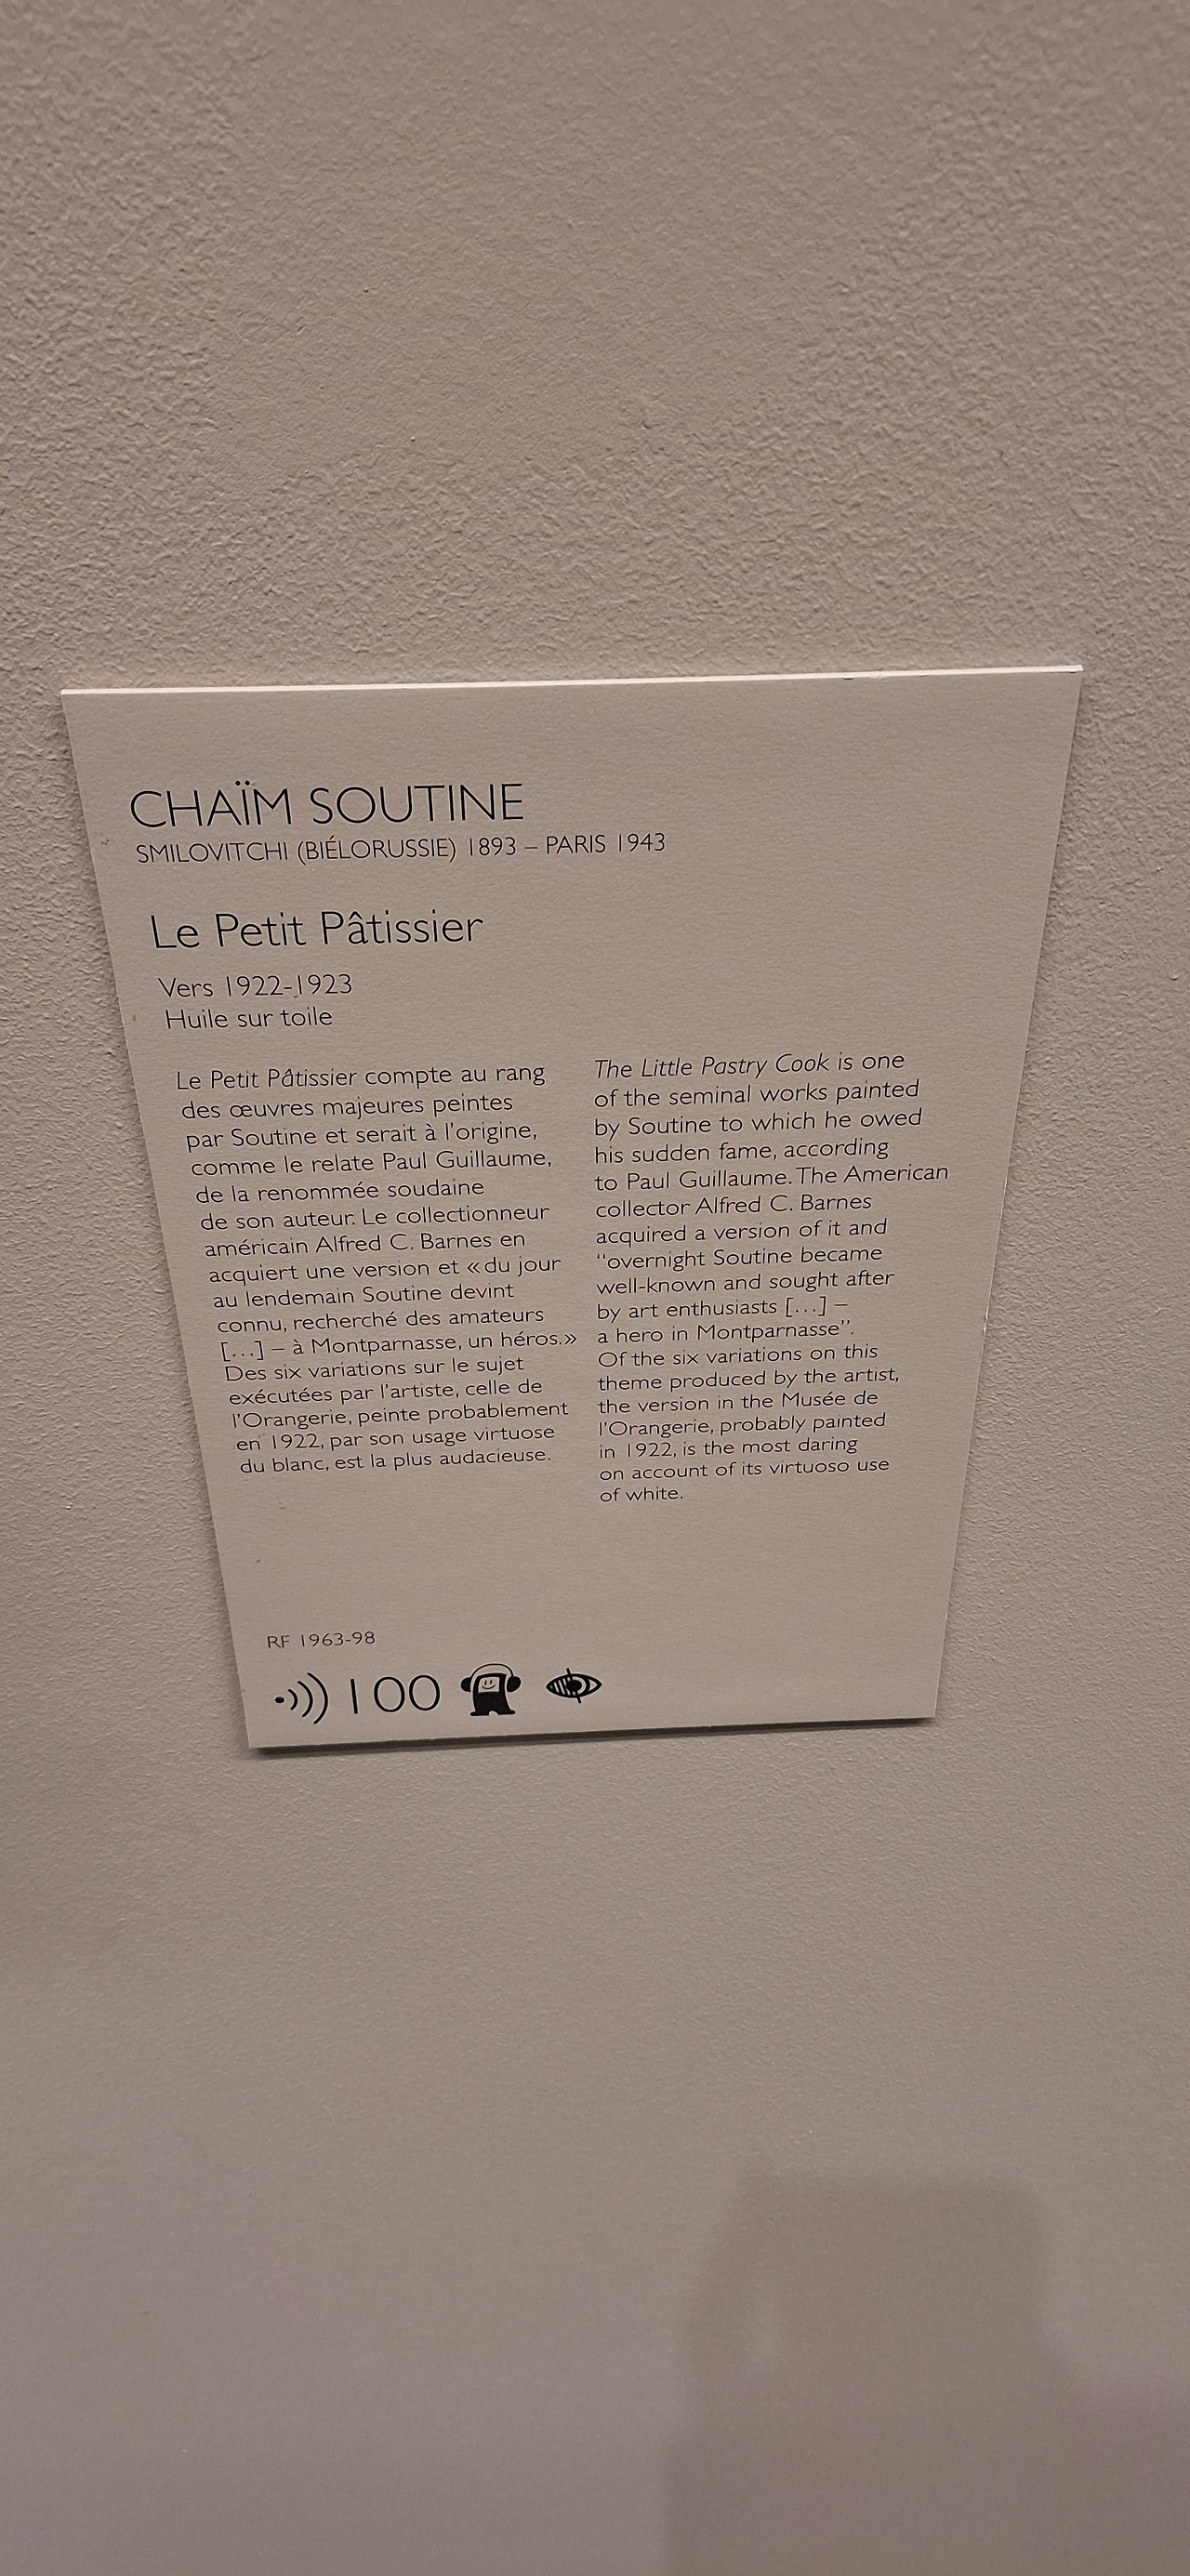 CHAÏM SOUTINE
SMILOVITCHI (BIÉLORUSSIE) 1893 – PARIS 1943
Le Petit Pâtissier
Vers 1922-1923
Huile sur toile
Le Petit Pâtissier compte au rang
des œuvres majeures peintes
par Soutine et serait à l'origine,
comme le relate Paul Guillaume,
de la renommée soudaine
de son auteur. Le collectionneur
américain Alfred C. Barnes en
acquiert une version et «du jour
au lendemain Soutine devint
connu, recherché des amateurs
[…] – à Montparnasse, un héros.»
Des six variations sur le sujet
exécutées par l'artiste, celle de
l'Orangerie, peinte probablement
en 1922, par son usage virtuose
du blanc, est la plus audacieuse.
The Little Pastry Cook is one
of the seminal works painted
by Soutine to which he owed
his sudden fame, according
to Paul Guillaume. The American
collector Alfred C. Barnes
acquired a version of it and
"overnight Soutine became
well-known and sought after
by art enthusiasts […] –
a hero in Montparnasse".
Of the six variations on this
theme produced by the artist,
the version in the Musée de
l'Orangerie, probably painted
in 1922, is the most daring
on account of its virtuoso use
of white.
RF 1963-98
100